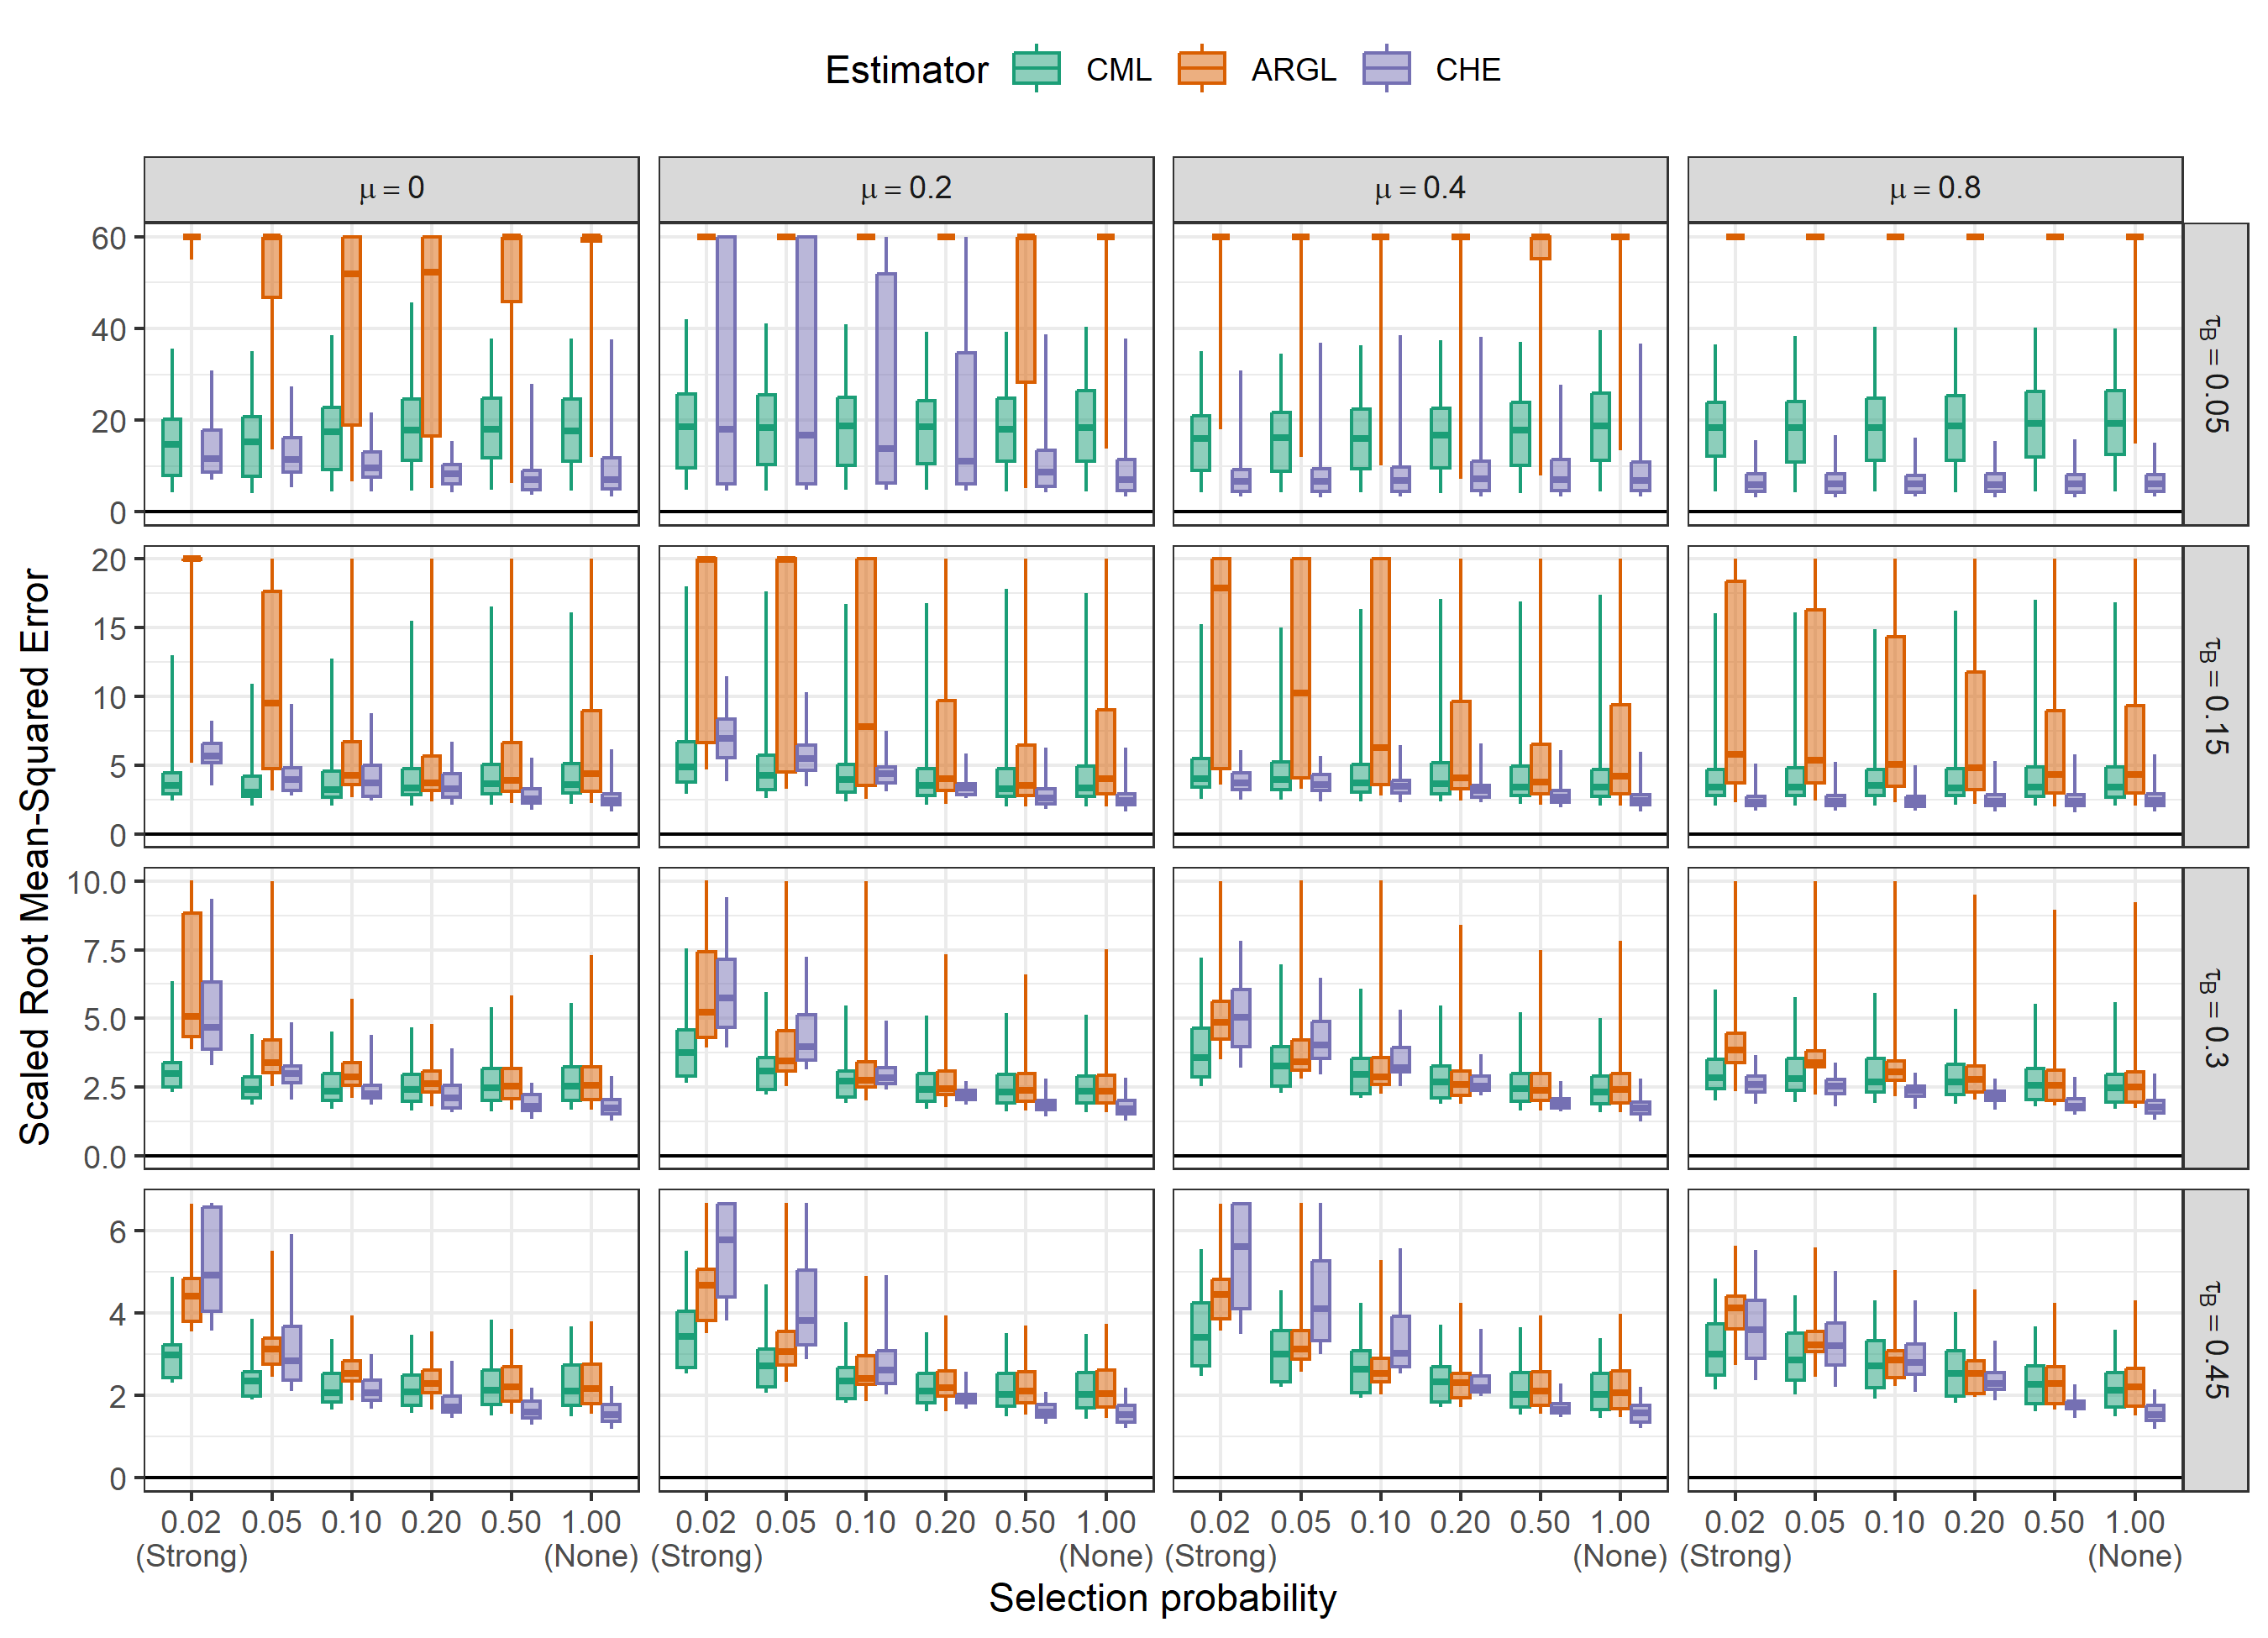 Estimator CML ARGL CHE
μ = 0 μ = 0.2 μ = 0.4 μ = 0.8
Scaled Root Mean-Squared Error
60
40
20
0
τB = 0.05
20
15
10
5
0
τB = 0.15
10.0
7.5
5.0
2.5
0.0
τB = 0.3
6
4
2
0
τB = 0.45
0.02 0.05 0.10 0.20 0.50 1.00 0.02 0.05 0.10 0.20 0.50 1.00 0.02 0.05 0.10 0.20 0.50 1.00 0.02 0.05 0.10 0.20 0.50 1.00
(Strong) (None) (Strong) (None) (Strong) (None) (Strong) (None)
Selection probability